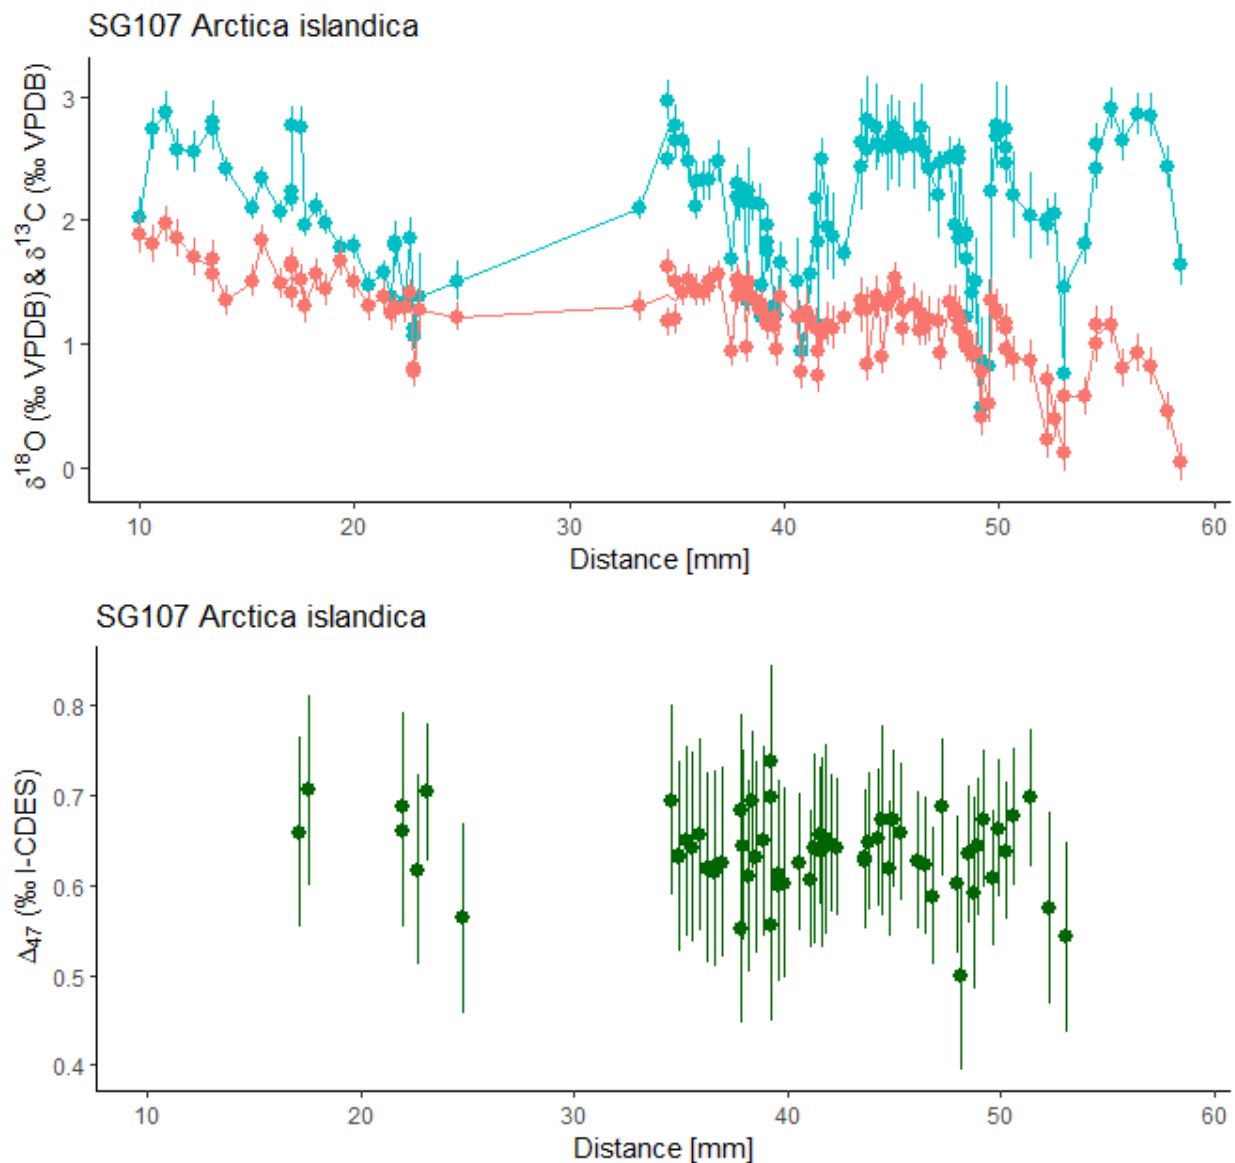 SG107 Arctica islandica
δ¹⁸O (‰ VPDB) & δ¹³C (‰ VPDB)
3
2
1
0
10 20 30 40 50 60
Distance [mm]
SG107 Arctica islandica
Δ₄₇ (‰ I-CDES)
0.8
0.7
0.6
0.5
0.4
10 20 30 40 50 60
Distance [mm]